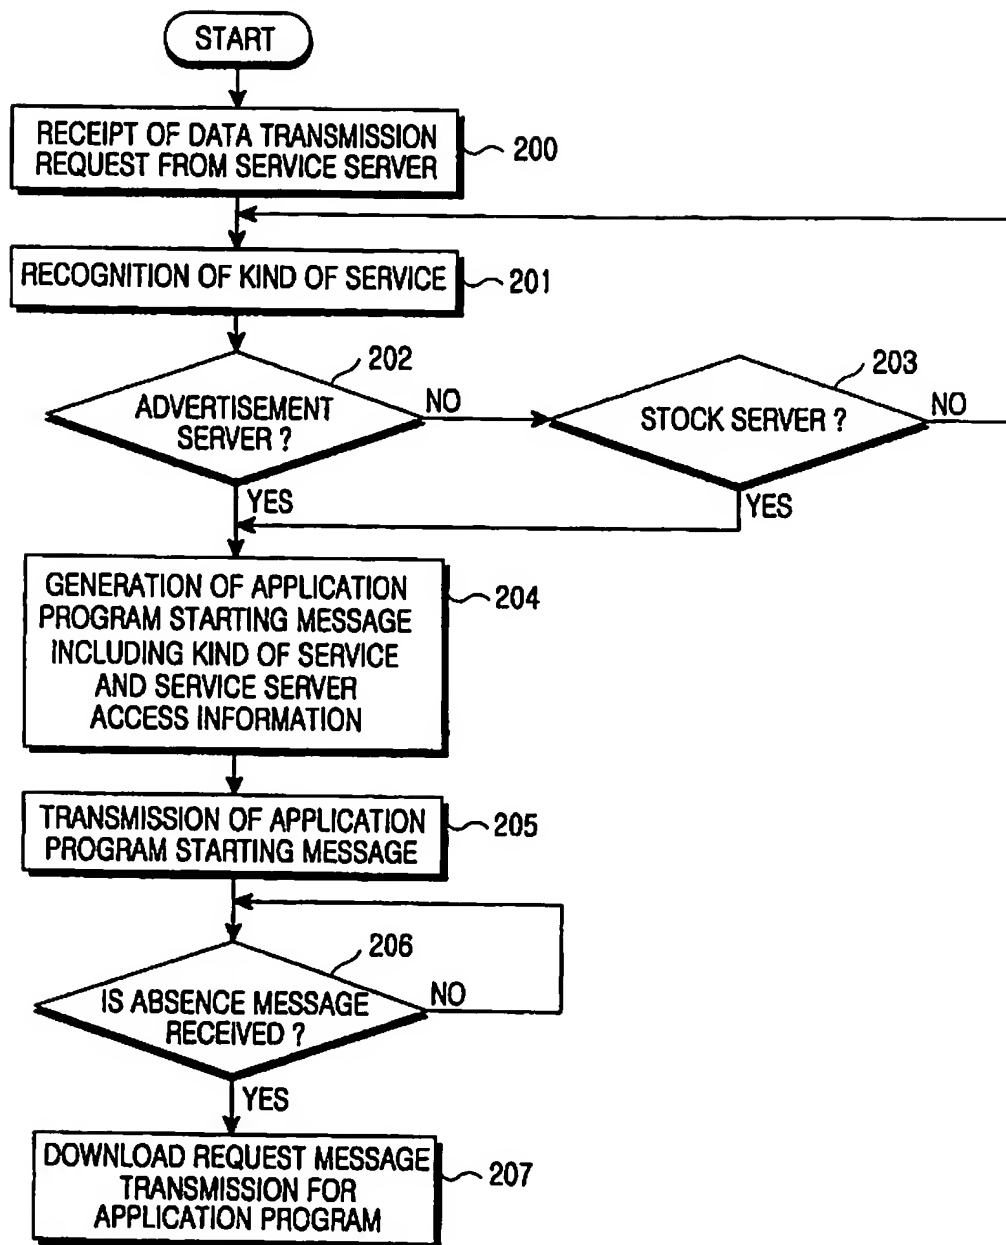 START
RECEIPT OF DATA TRANSMISSION
REQUEST FROM SERVICE SERVER
200
RECOGNITION OF KIND OF SERVICE
201
202
ADVERTISEMENT
SERVER ?
NO
YES
203
STOCK SERVER ?
NO
YES
GENERATION OF APPLICATION
PROGRAM STARTING MESSAGE
INCLUDING KIND OF SERVICE
AND SERVICE SERVER
ACCESS INFORMATION
204
TRANSMISSION OF APPLICATION
PROGRAM STARTING MESSAGE
205
206
IS ABSENCE MESSAGE
RECEIVED ?
NO
YES
DOWNLOAD REQUEST MESSAGE
TRANSMISSION FOR
APPLICATION PROGRAM
207